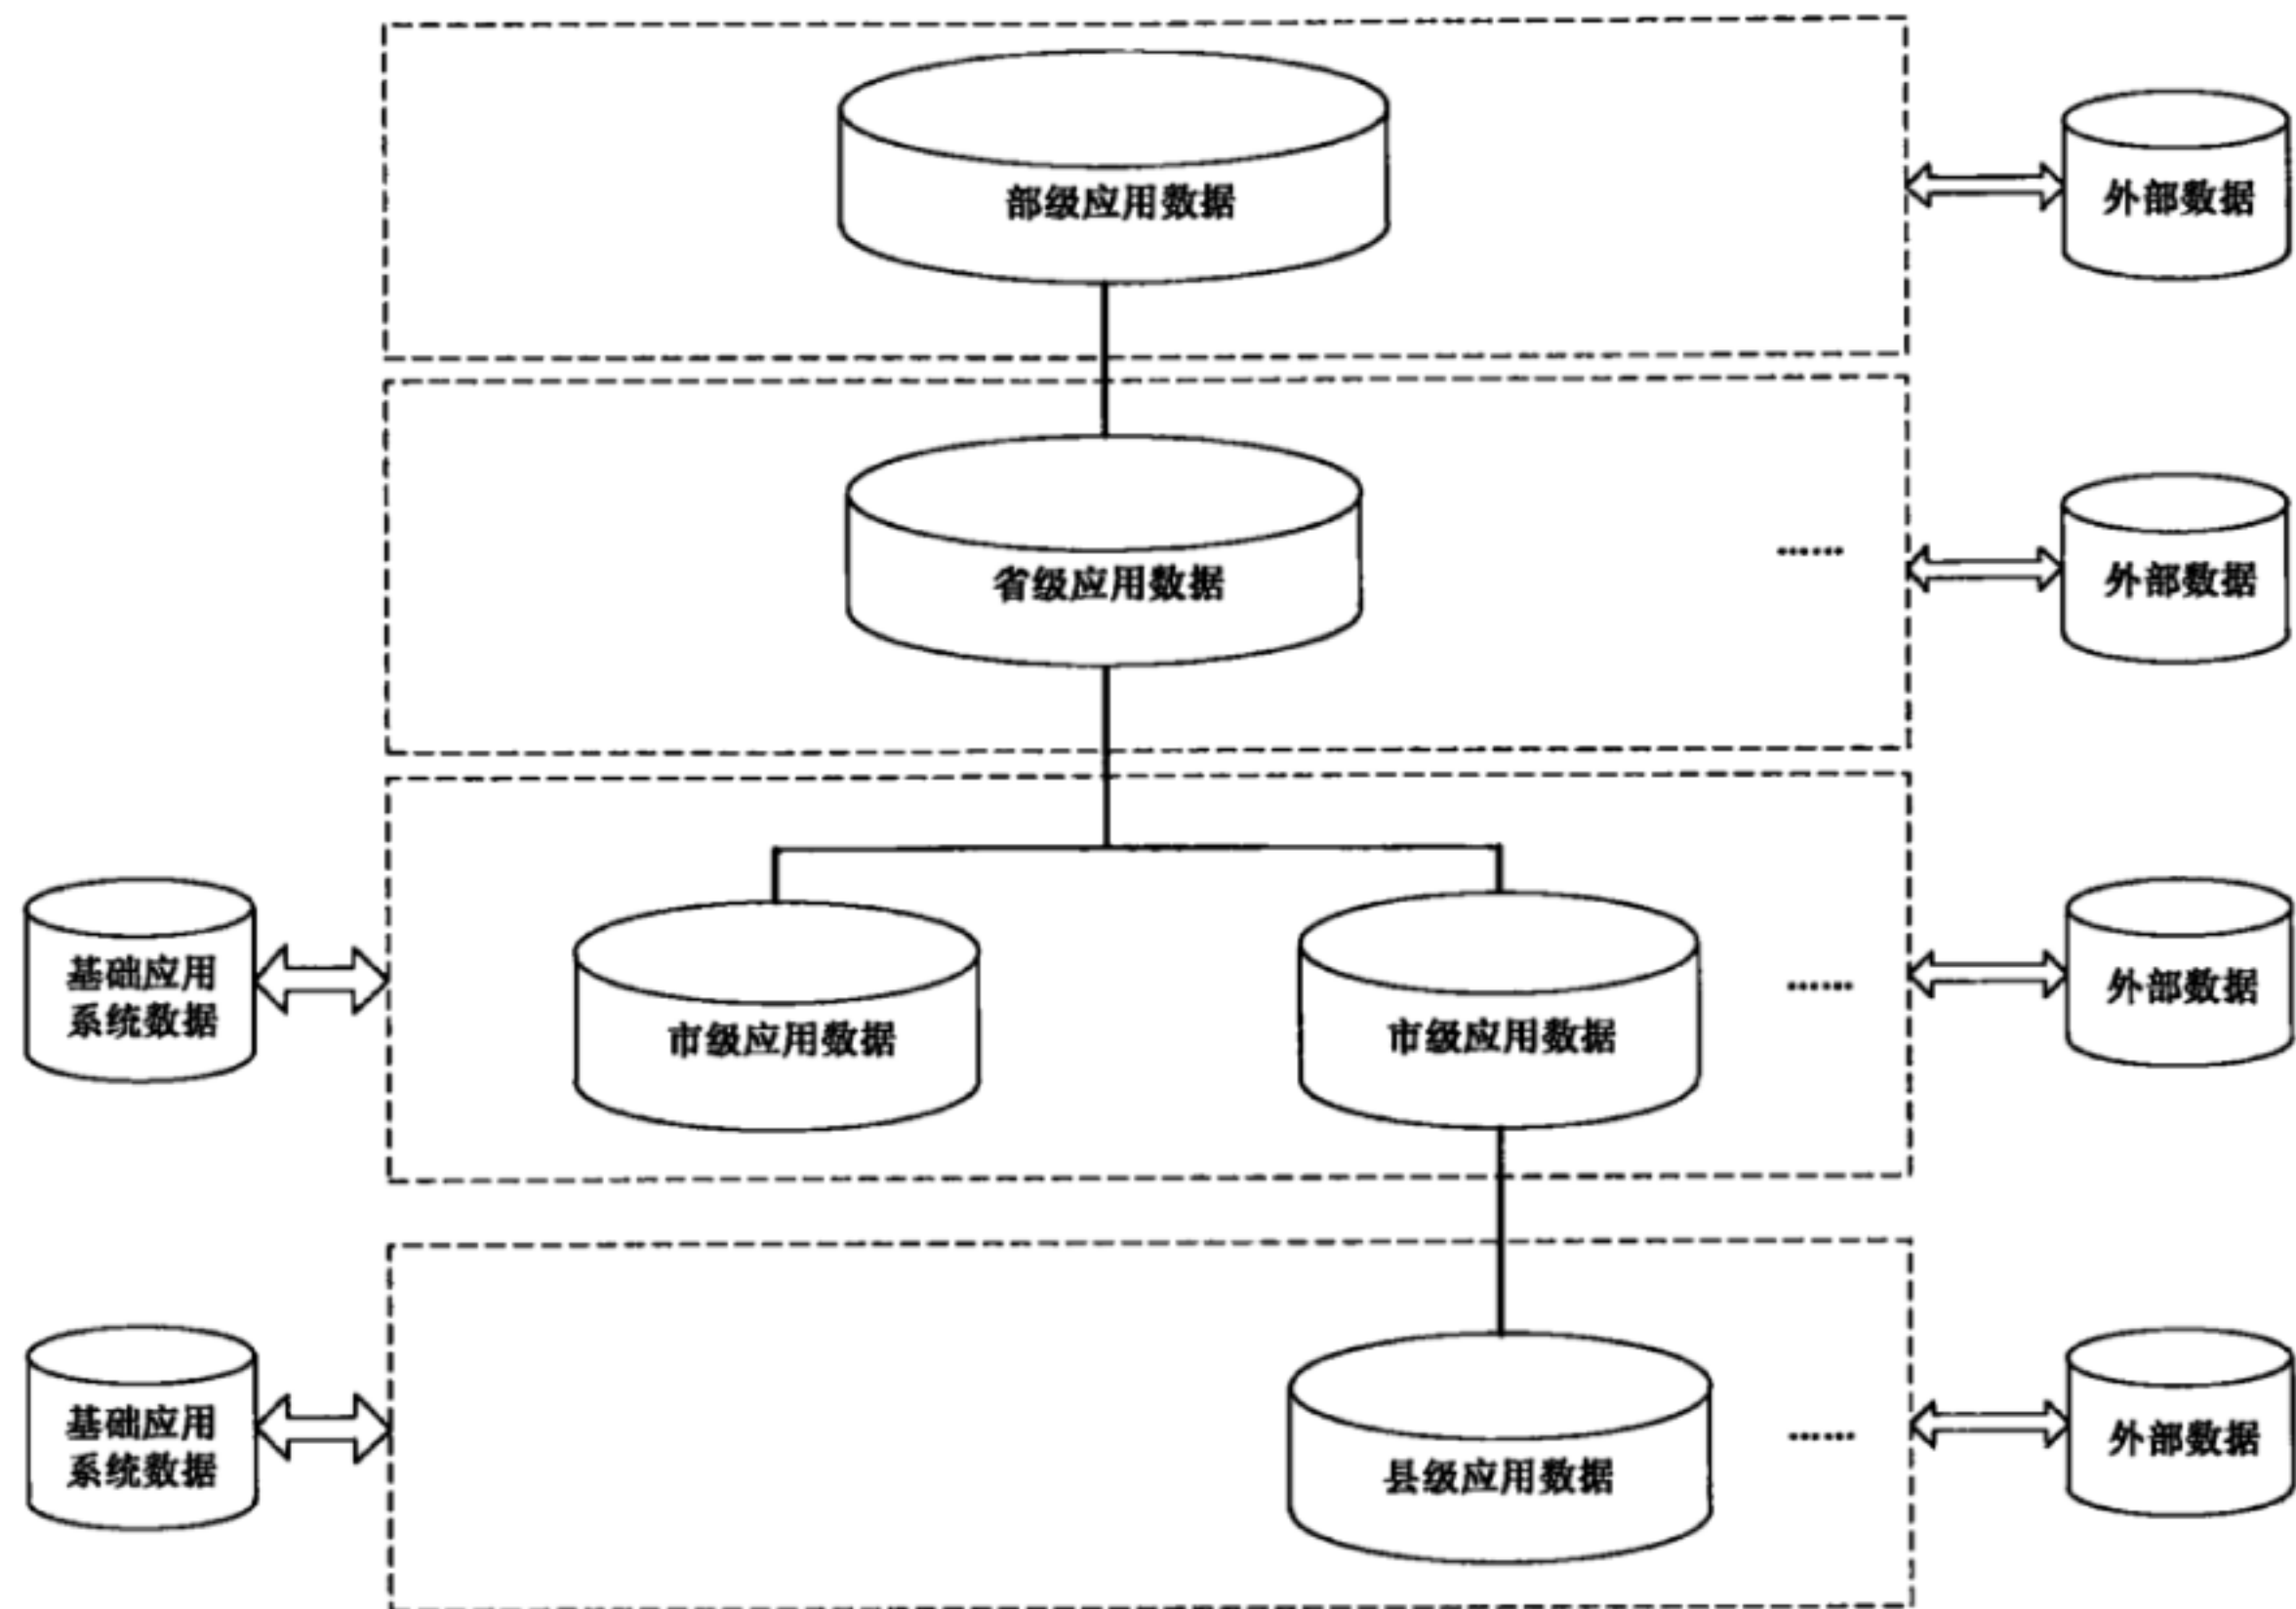 部级应用数据
外部数据
省级应用数据
……
外部数据
基础应用
系统数据
市级应用数据
市级应用数据
……
外部数据
基础应用
系统数据
县级应用数据
……
外部数据